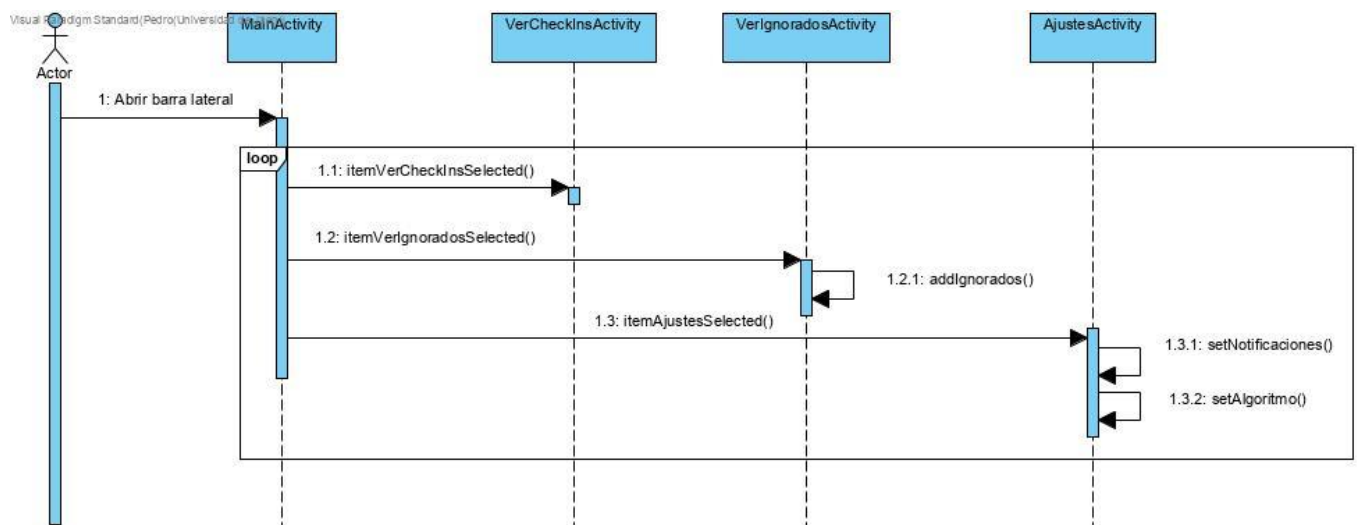 Visual Paradigm Standard(Pedro(Universidad
MainActivity
VerCheckInsActivity
VerIgnoradosActivity
AjustesActivity
Actor
1: Abrir barra lateral
loop
1.1: itemVerCheckInsSelected()
1.2: itemVerIgnoradosSelected()
1.2.1: addIgnorados()
1.3: itemAjustesSelected()
1.3.1: setNotificaciones()
1.3.2: setAlgoritmo()